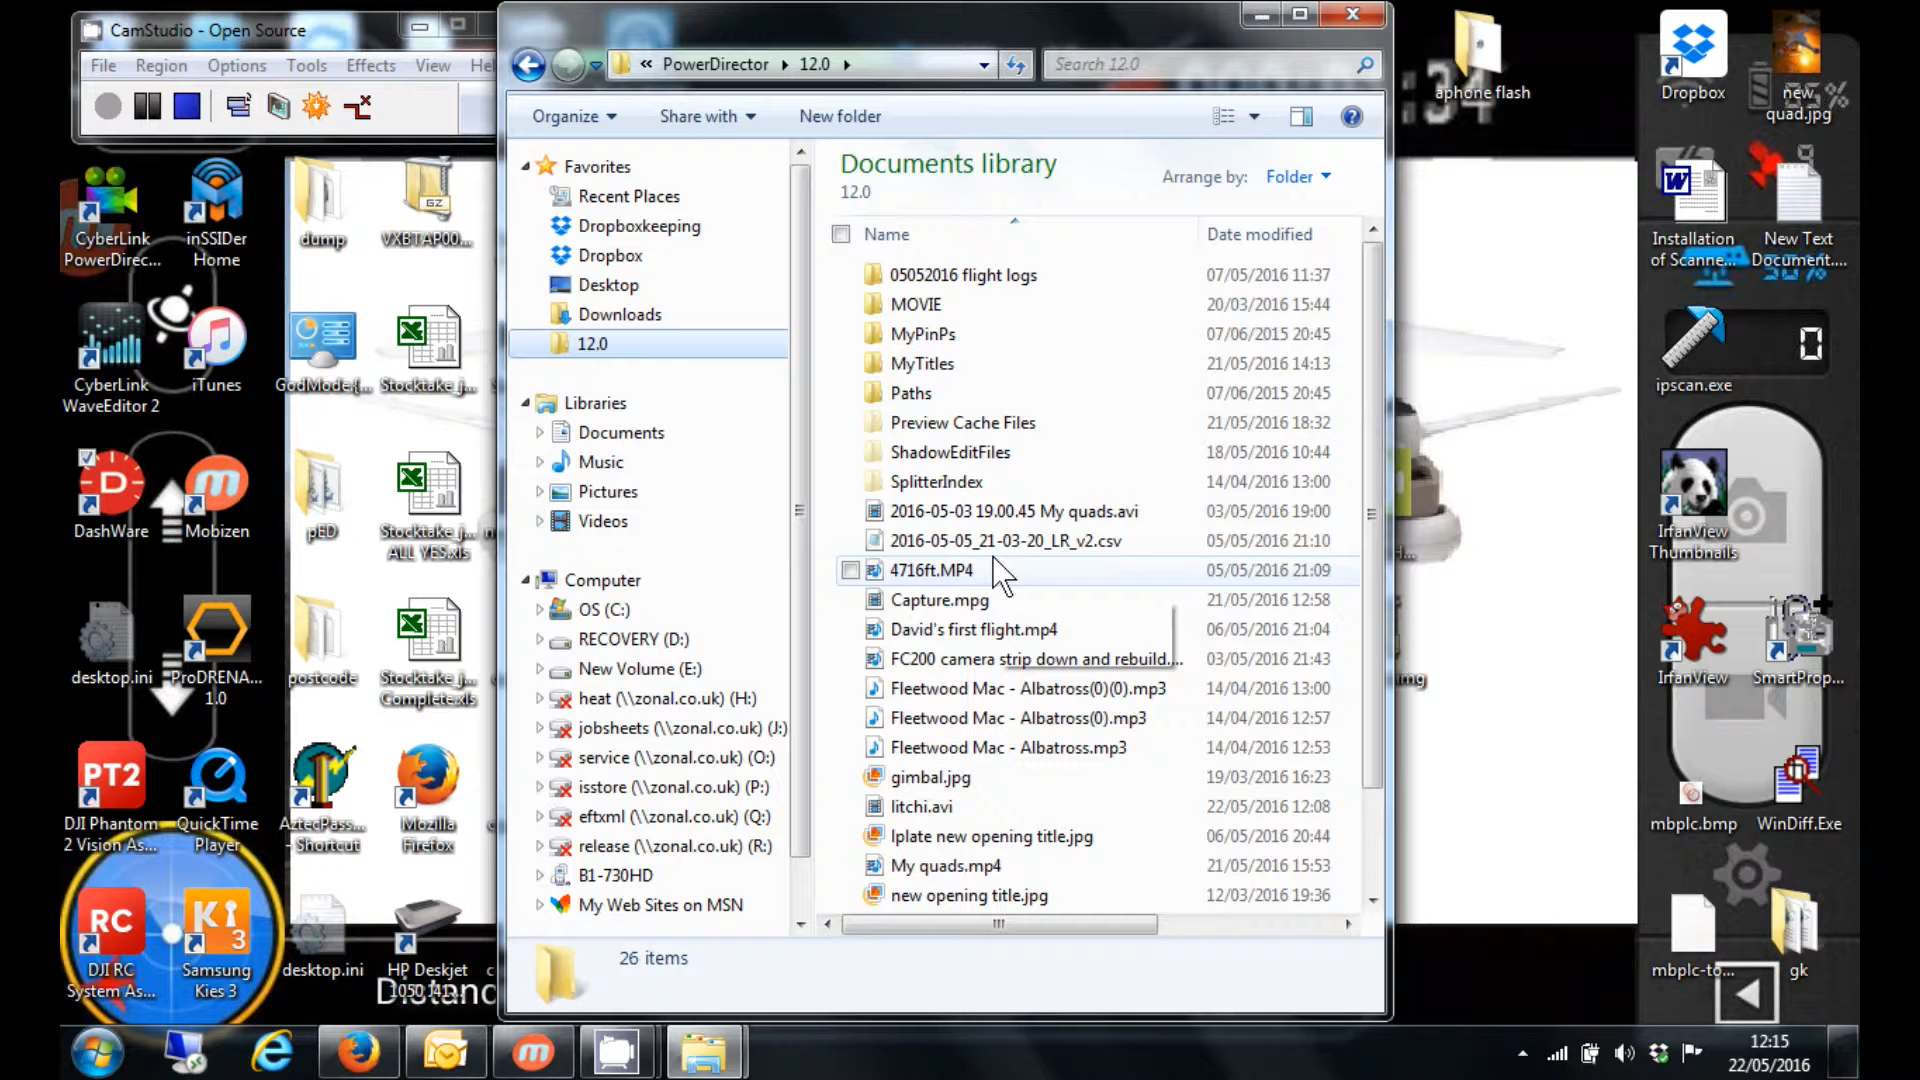 CamStudio - Open Source
File Region Options Tools Effects View Hel
« PowerDirector 12.0
Search 12.0
Organize Share with New folder
Favorites
Recent Places
Dropboxkeeping
Dropbox
Desktop
Downloads
12.0
Libraries
Documents
Music
Pictures
Videos
Computer
OS (C:)
RECOVERY (D:)
New Volume (E:)
heat (\\zonal.co.uk) (H:)
jobsheets (\\zonal.co.uk) (J:)
service (\\zonal.co.uk) (O:)
isstore (\\zonal.co.uk) (P:)
eftxml (\\zonal.co.uk) (Q:)
release (\\zonal.co.uk) (R:)
B1-730HD
My Web Sites on MSN
Documents library
12.0
Arrange by: Folder
Name Date modified
05052016 flight logs 07/05/2016 11:37
MOVIE 20/03/2016 15:44
MyPinPs 07/06/2015 20:45
MyTitles 21/05/2016 14:13
Paths 07/06/2015 20:45
Preview Cache Files 21/05/2016 18:32
ShadowEditFiles 18/05/2016 10:44
SplitterIndex 14/04/2016 13:00
2016-05-03 19.00.45 My quads.avi 03/05/2016 19:00
2016-05-05_21-03-20_LR_v2.csv 05/05/2016 21:10
4716ft.MP4 05/05/2016 21:09
Capture.mpg 21/05/2016 12:58
David's first flight.mp4 06/05/2016 21:04
FC200 camera strip down and rebuild.... 03/05/2016 21:43
Fleetwood Mac - Albatross(0)(0).mp3 14/04/2016 13:00
Fleetwood Mac - Albatross(0).mp3 14/04/2016 12:57
Fleetwood Mac - Albatross.mp3 14/04/2016 12:53
gimbal.jpg 19/03/2016 16:23
litchi.avi 22/05/2016 12:08
lplate new opening title.jpg 06/05/2016 20:44
My quads.mp4 21/05/2016 15:53
new opening title.jpg 12/03/2016 19:36
26 items
CyberLink
PowerDirec...
inSSIDer
Home
dump
VXBTAP00...
GZ
CyberLink
WaveEditor 2
iTunes
GodMode.{...
Stocktake_j...
DashWare
Mobizen
pED
Stocktake_j...
ALL YES.xls
desktop.ini
ProDRENA...
1.0
postcode
Stocktake_j...
Complete.xls
PT2
DJI Phantom
2 Vision As...
QuickTime
Player
AztecPass...
- Shortcut
Mozilla
Firefox
RC
DJI RC
System As...
Ki
3
Samsung
Kies 3
desktop.ini
HP Deskjet
Distanc
:34
aphone flash
Dropbox
new
quad.jpg
%
Installation
of Scanne...
New Text
Document....
ipscan.exe
0
IrfanView
Thumbnails
IrfanView
SmartProp...
mbplc.bmp
WinDiff.Exe
mbplc-to...
gk
12:15
22/05/2016